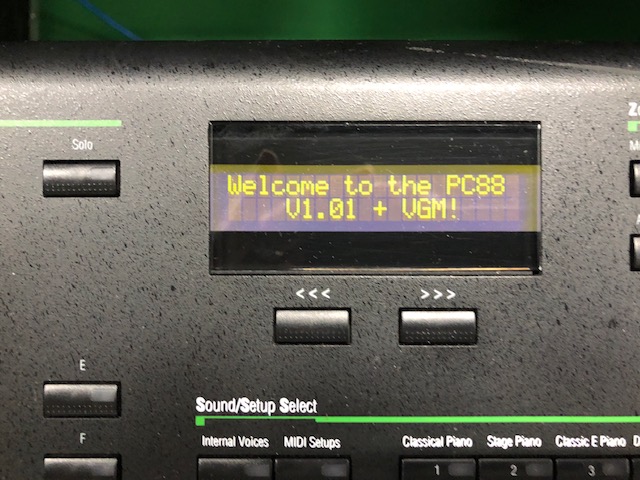 Solo
Welcome to the PC88
V1.01 + VGM!
<<< >>>
E
Sound/Setup Select
F
Internal Voices MIDI Setups Classical Piano Stage Piano Classic E Piano
1 2 3